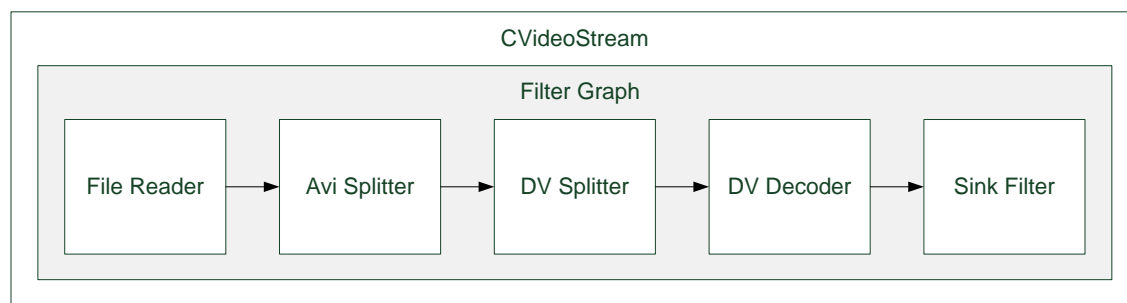 CVideoStream
Filter Graph
File Reader
Avi Splitter
DV Splitter
DV Decoder
Sink Filter